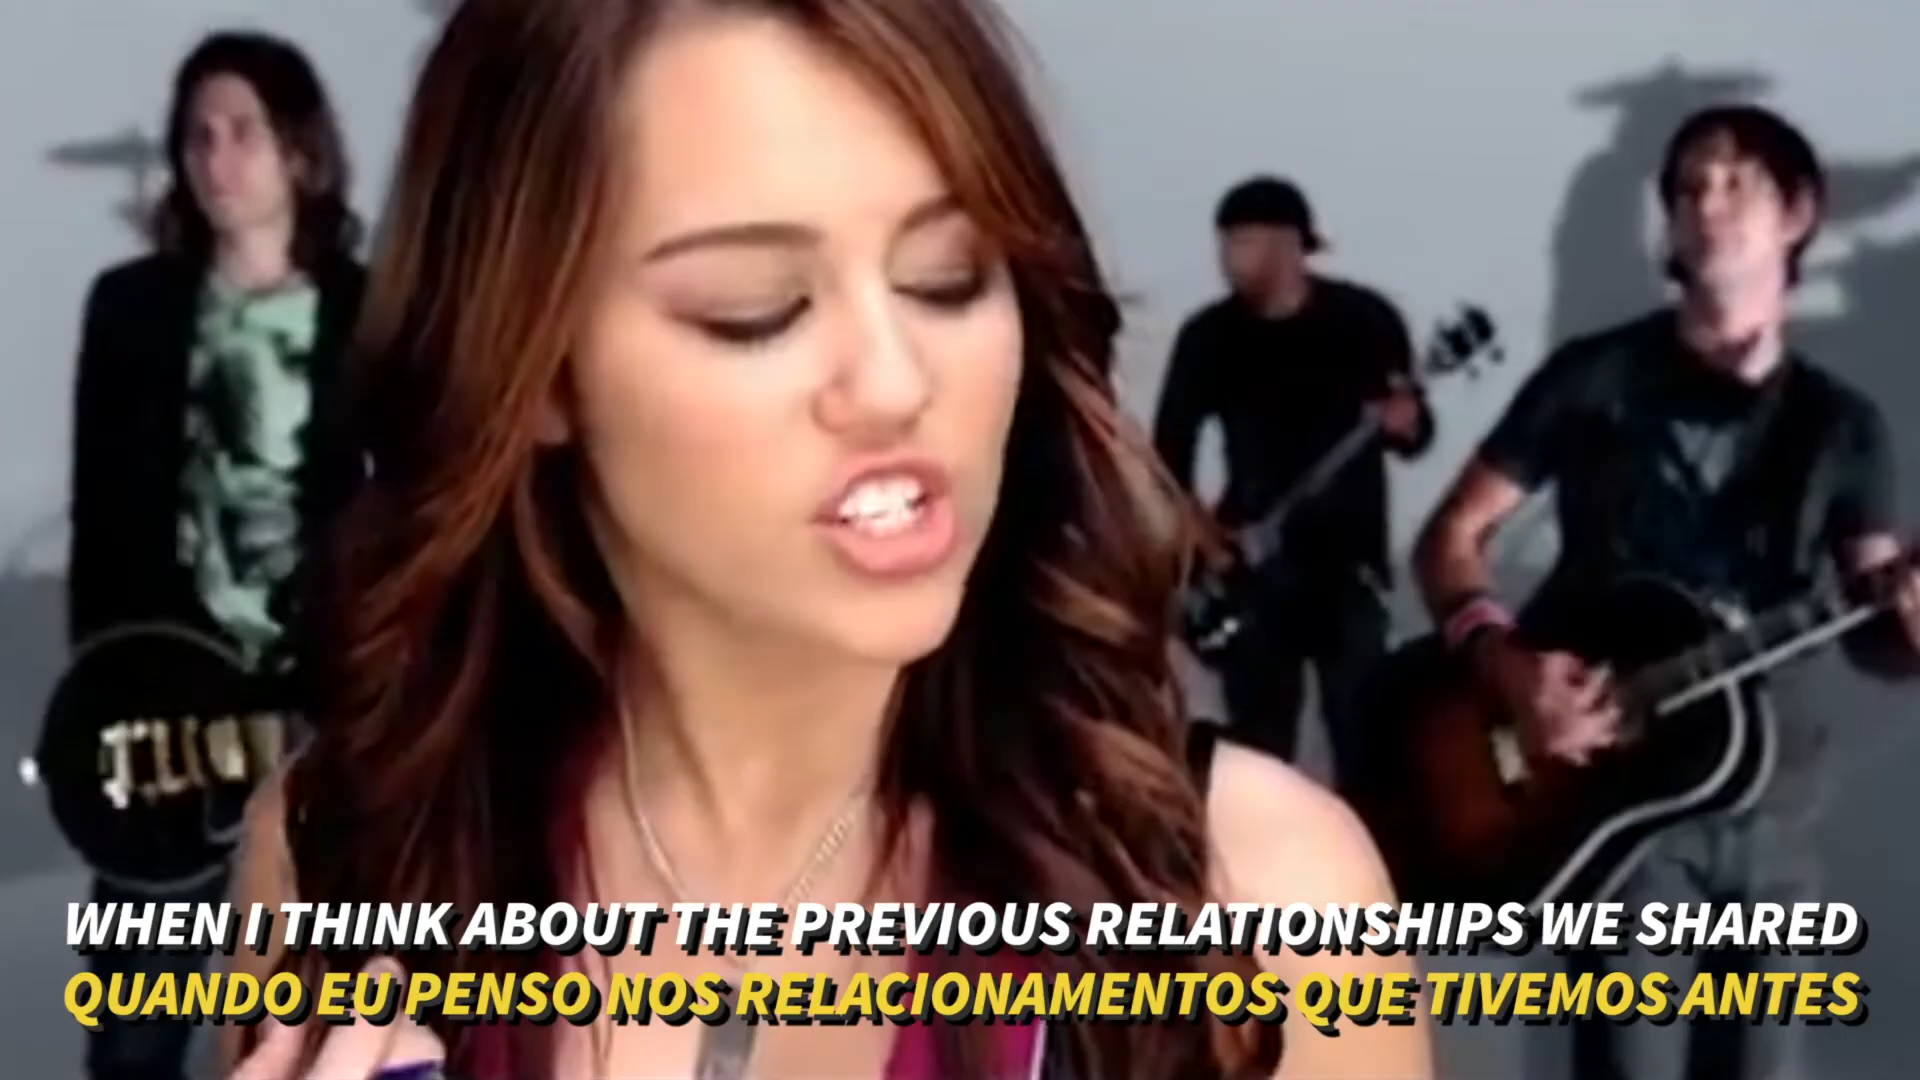 WHEN I THINK ABOUT THE PREVIOUS RELATIONSHIPS WE SHARED
QUANDO EU PENSO NOS RELACIONAMENTOS QUE TIVEMOS ANTES